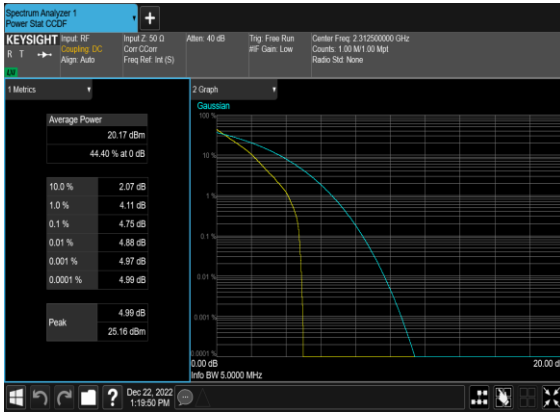 Spectrum Analyzer 1
Power Stat CCDF
+
KEYSIGHT
R T
LV
Input: RF
Coupling: DC
Align: Auto
Input Z: 50 Ω
Corr CCorr
Freq Ref: Int (S)
Atten: 40 dB
Trig: Free Run
#IF Gain: Low
Center Freq: 2.312500000 GHz
Counts: 1.00 M/1.00 Mpt
Radio Std: None
1 Metrics
Average Power
20.17 dBm
44.40 % at 0 dB
10.0 % 2.07 dB
1.0 % 4.11 dB
0.1 % 4.75 dB
0.01 % 4.88 dB
0.001 % 4.97 dB
0.0001 % 4.99 dB
Peak
4.99 dB
25.16 dBm
2 Graph
Gaussian
100 %
10 %
1 %
0.1 %
0.01 %
0.001 %
0.0001 %
0.00 dB
20.00 d
Info BW 5.0000 MHz
?
Dec 22, 2022
1:19:50 PM